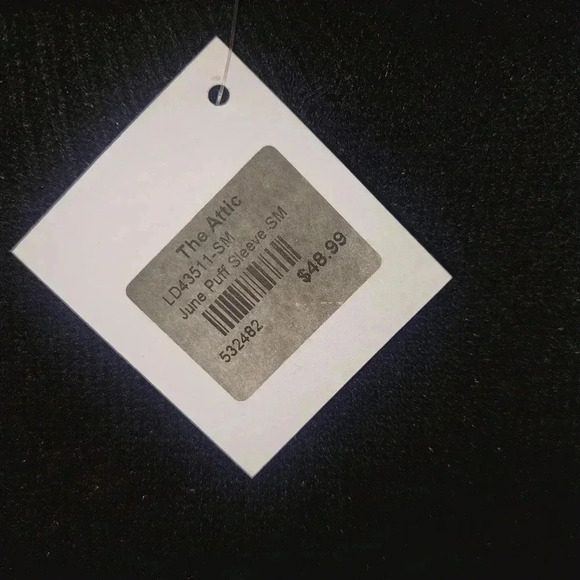 The Attic
LD43511-SM
June Puff Sleeve-SM
532482
$48.99